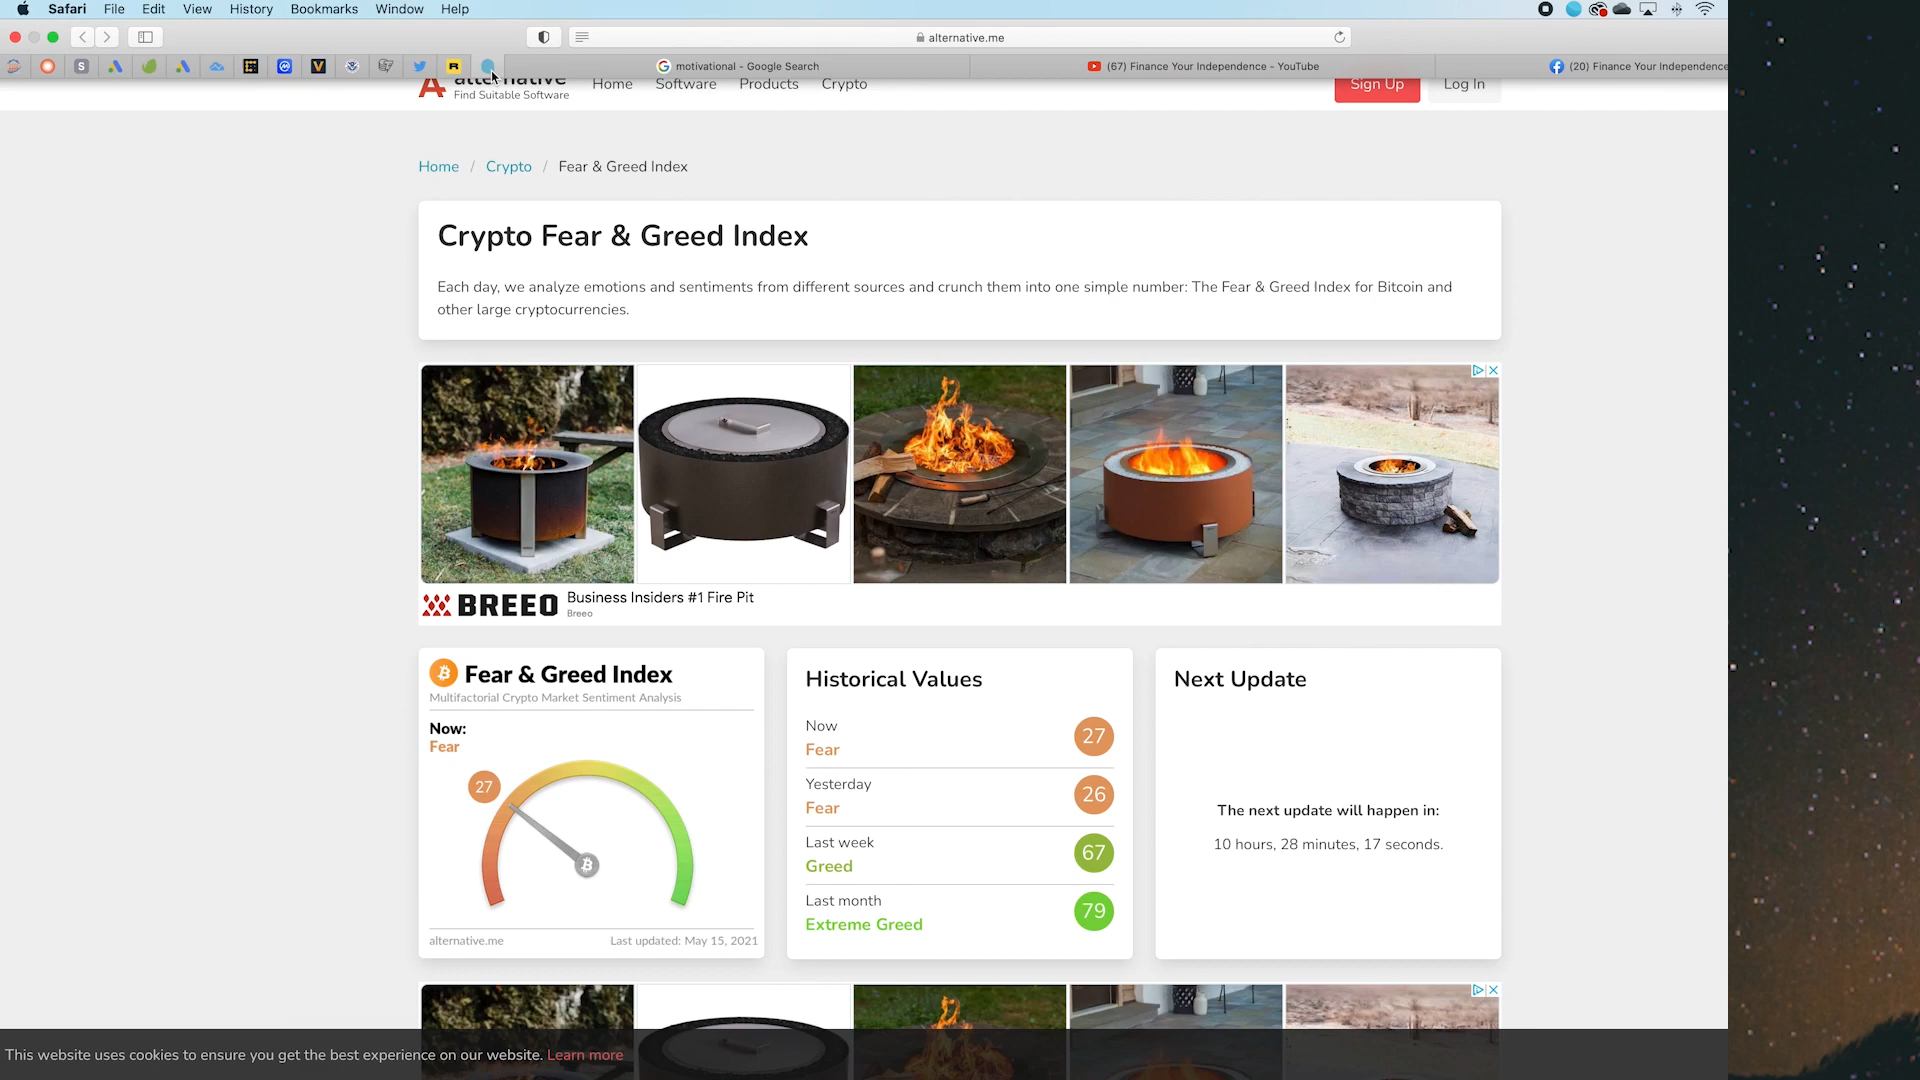 Safari File Edit View History Bookmarks Window Help
alternative.me
S V R motivational - Google Search (67) Finance Your Independence - YouTube (20) Finance Your Independence
alternative
Find Suitable Software
Home Software Products Crypto Sign Up Log In
Home / Crypto / Fear & Greed Index
Crypto Fear & Greed Index
Each day, we analyze emotions and sentiments from different sources and crunch them into one simple number: The Fear & Greed Index for Bitcoin and
other large cryptocurrencies.
BREEO Business Insiders #1 Fire Pit
Breeo
Fear & Greed Index
Multifactorial Crypto Market Sentiment Analysis
Now:
Fear
27
alternative.me Last updated: May 15, 2021
Historical Values
Now
Fear 27
Yesterday
Fear 26
Last week
Greed 67
Last month
Extreme Greed 79
Next Update
The next update will happen in:
10 hours, 28 minutes, 17 seconds.
This website uses cookies to ensure you get the best experience on our website. Learn more